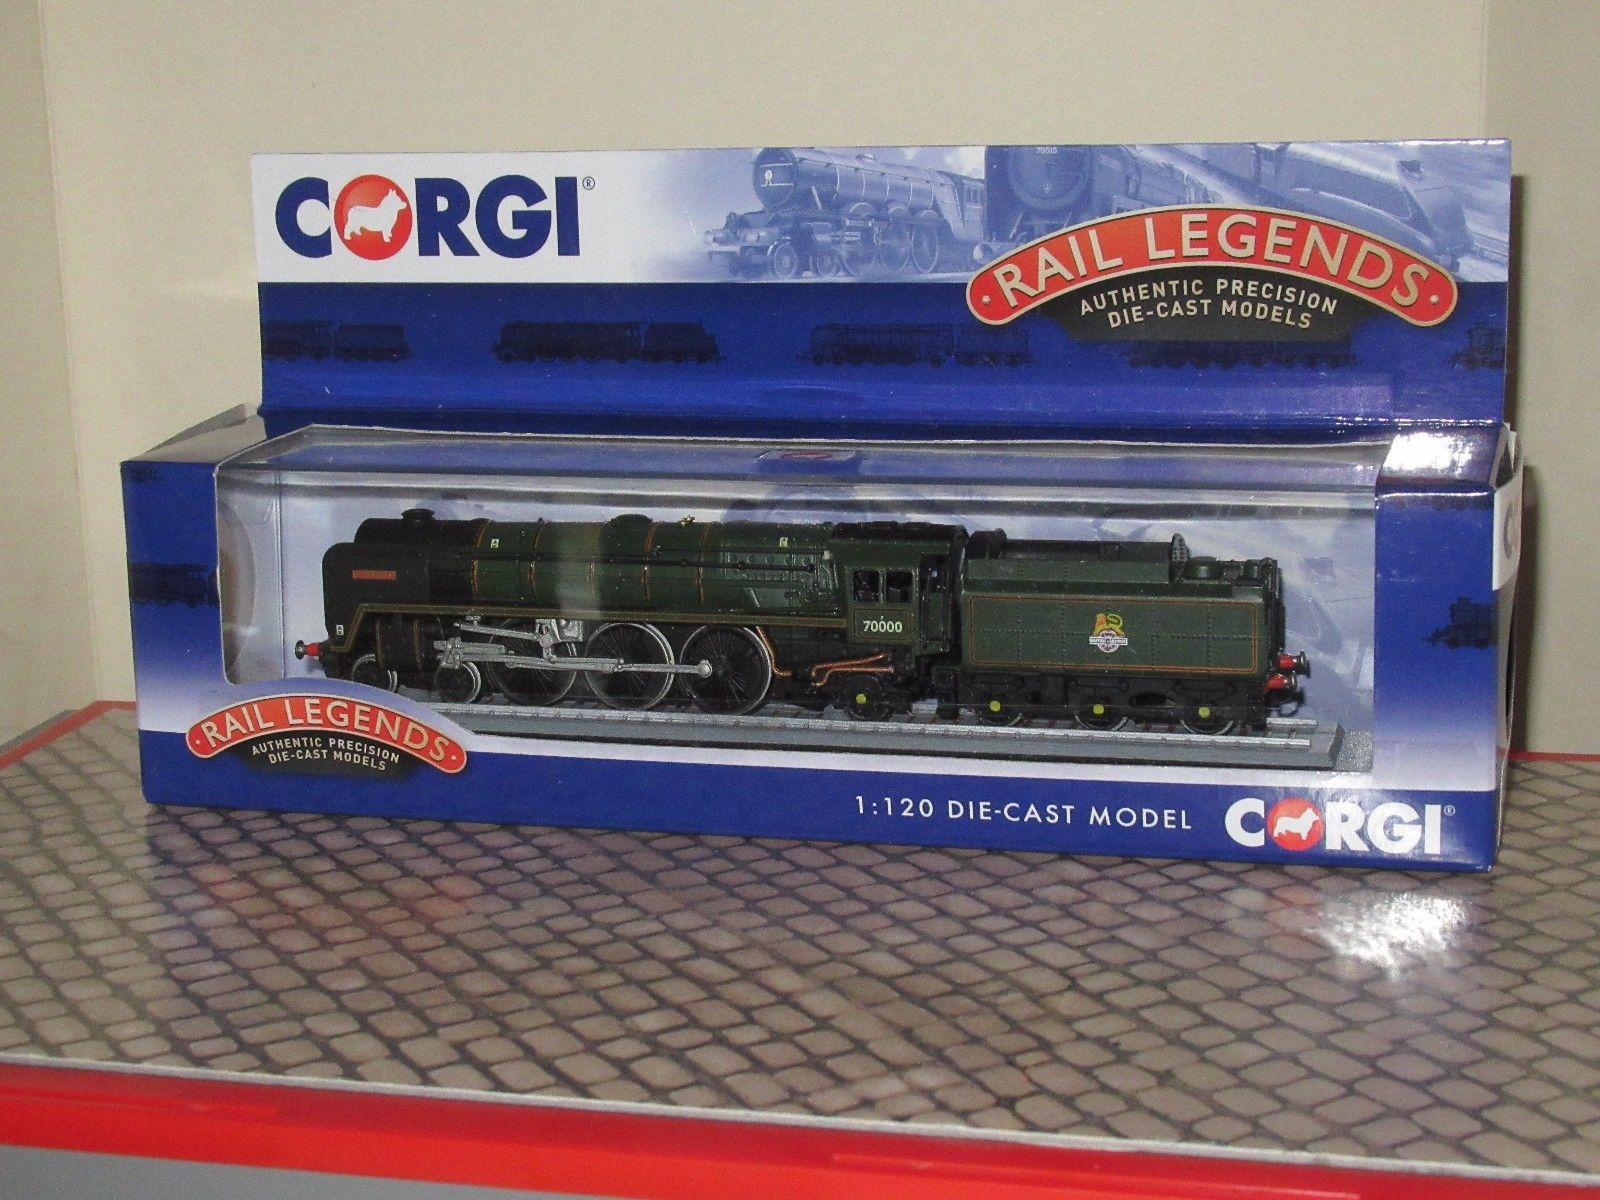 CORGI®
70515
RAIL LEGENDS
AUTHENTIC PRECISION
DIE-CAST MODELS
70000
RAIL LEGENDS
AUTHENTIC PRECISION
DIE-CAST MODELS
1:120 DIE-CAST MODEL
CORGI®